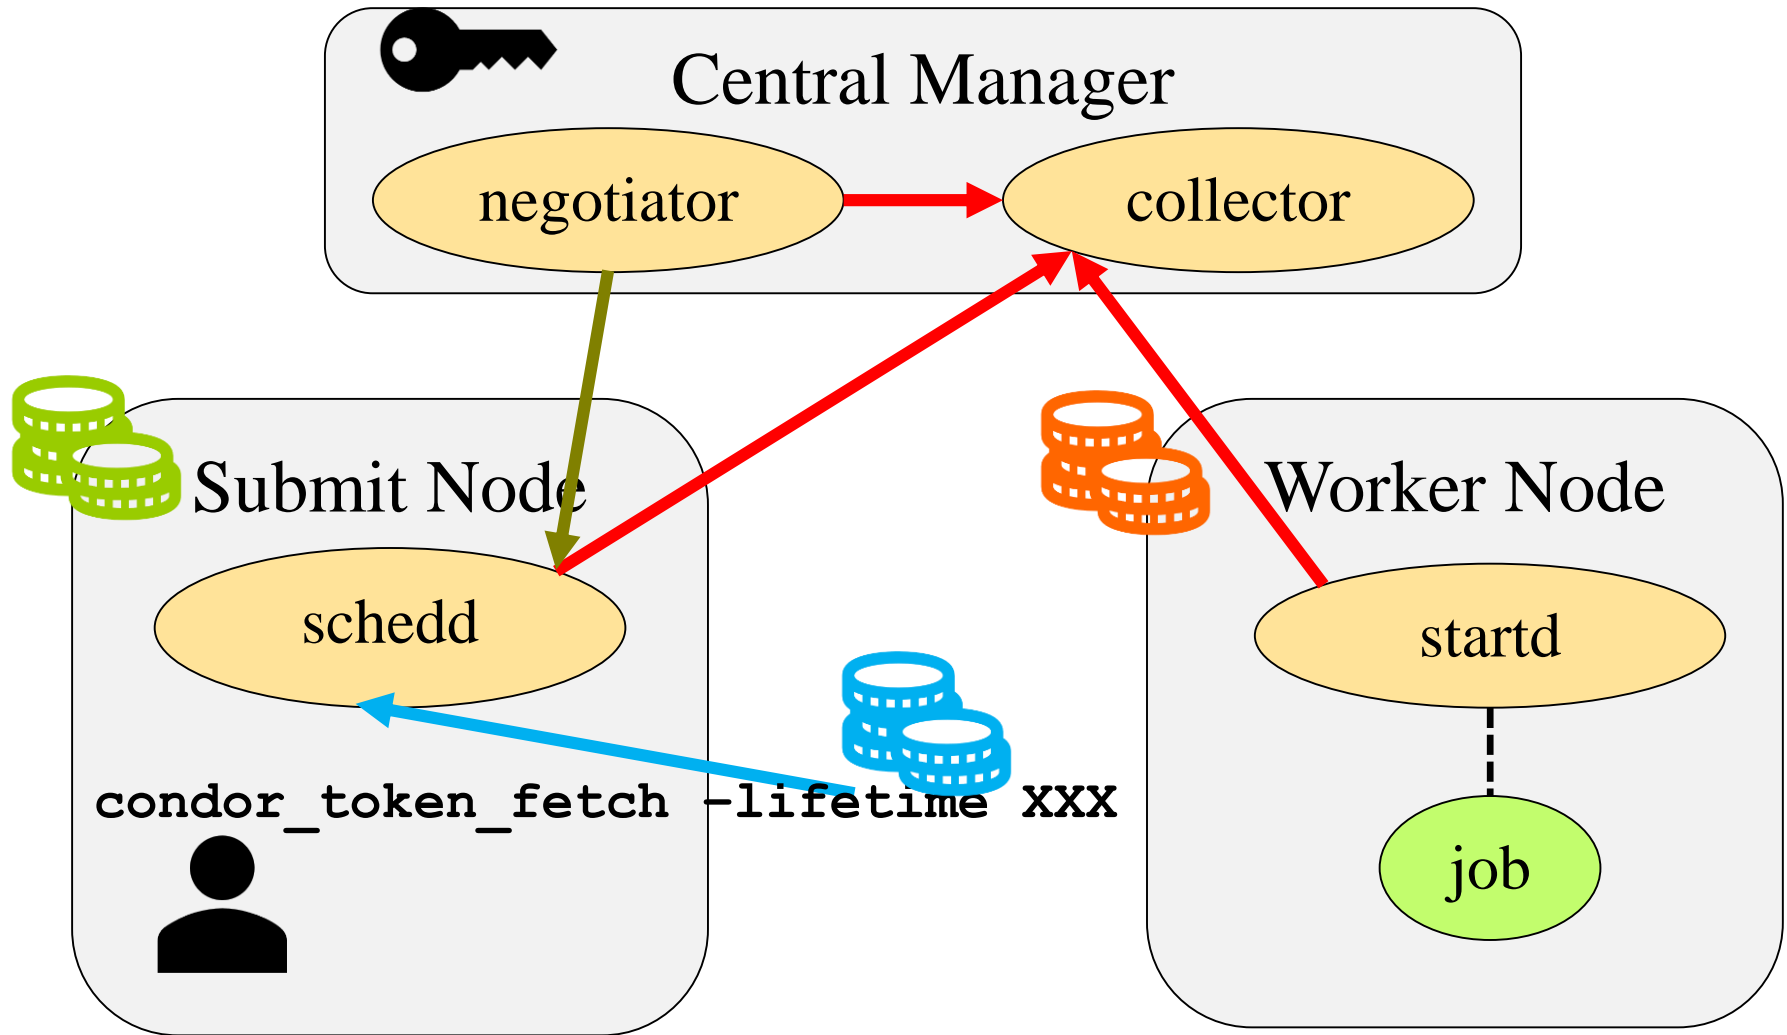 Central Manager
negotiator
collector
Submit Node
Worker Node
schedd
startd
condor_token_fetch -lifetime XXX
job